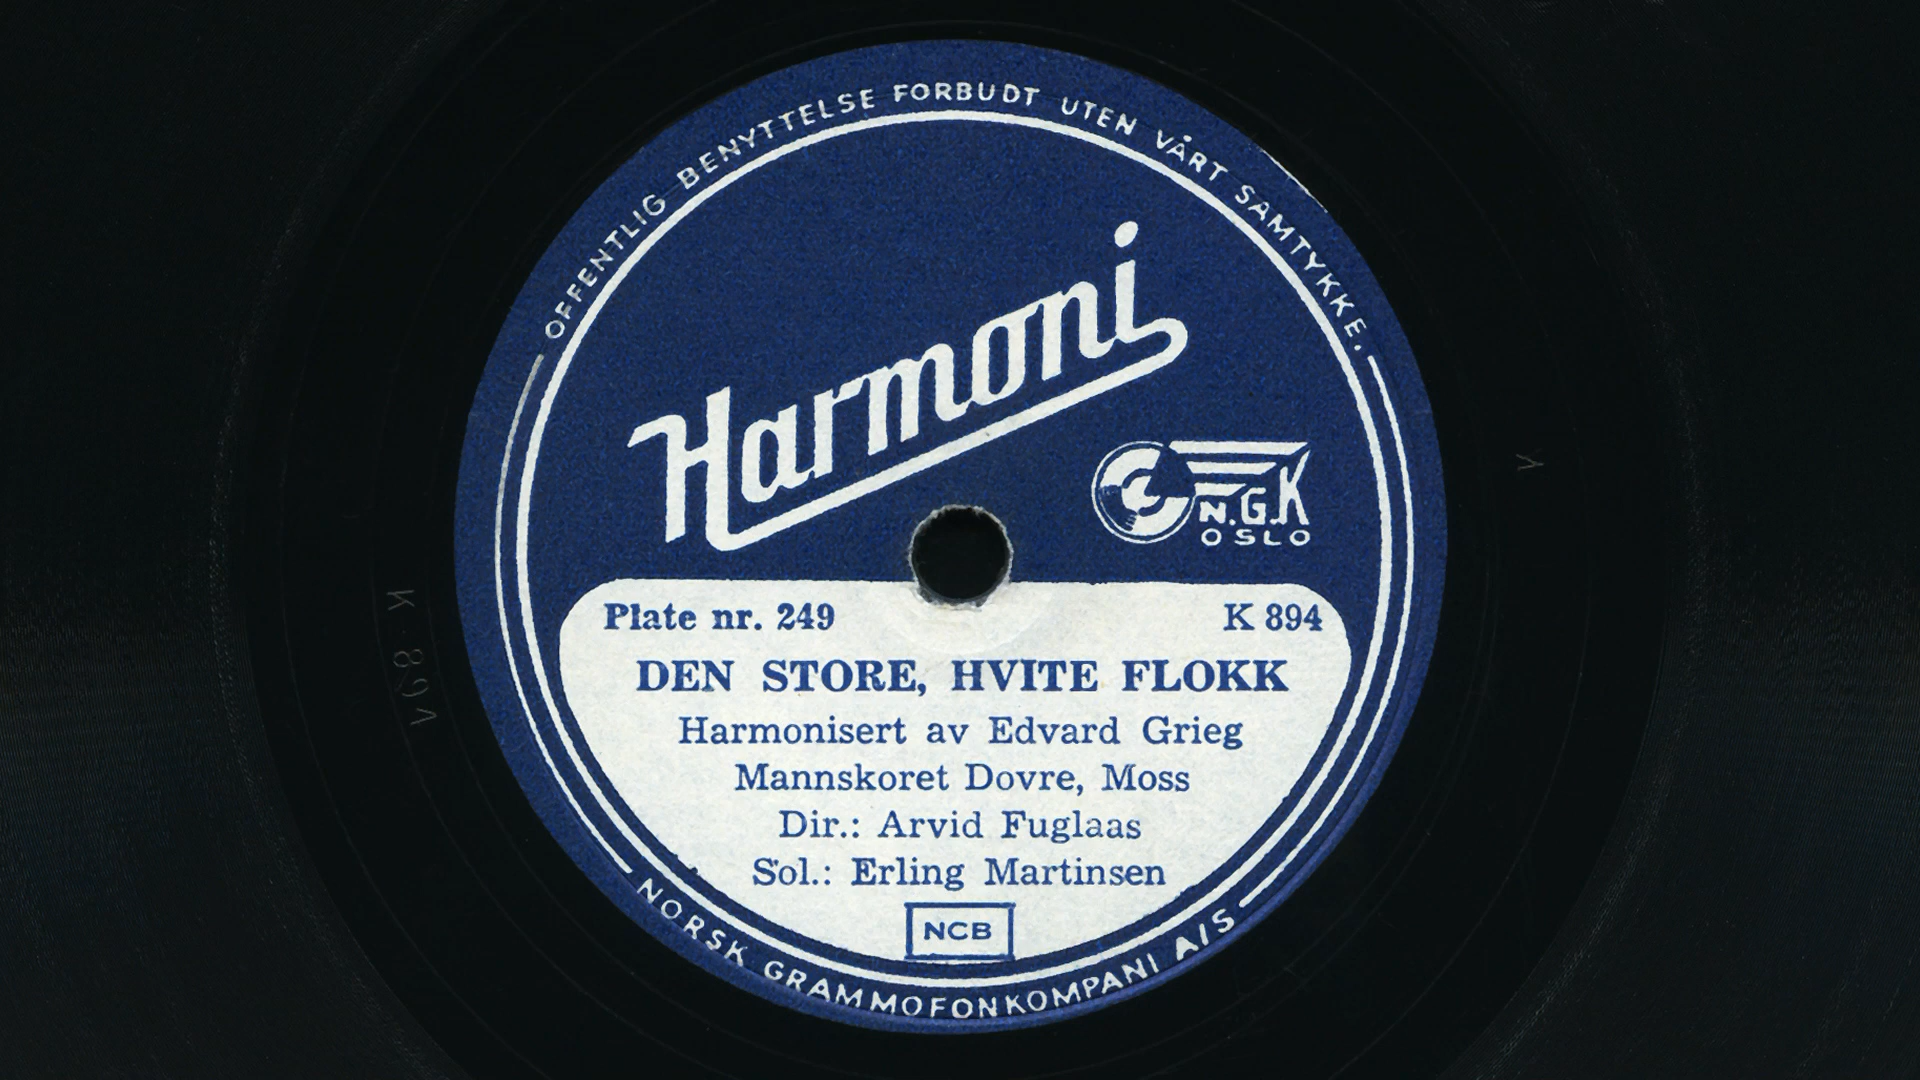 OFFENTLIG BENYTTELSE FORBUDT UTEN VÅRT SAMTYKKE.
Harmoni
N.G.K
OSLO
Plate nr. 249
K 894
DEN STORE, HVITE FLOKK
Harmonisert av Edvard Grieg
Mannskoret Dovre, Moss
Dir.: Arvid Fuglaas
Sol.: Erling Martinsen
NCB
NORSK GRAMMOFONKOMPANI A/S